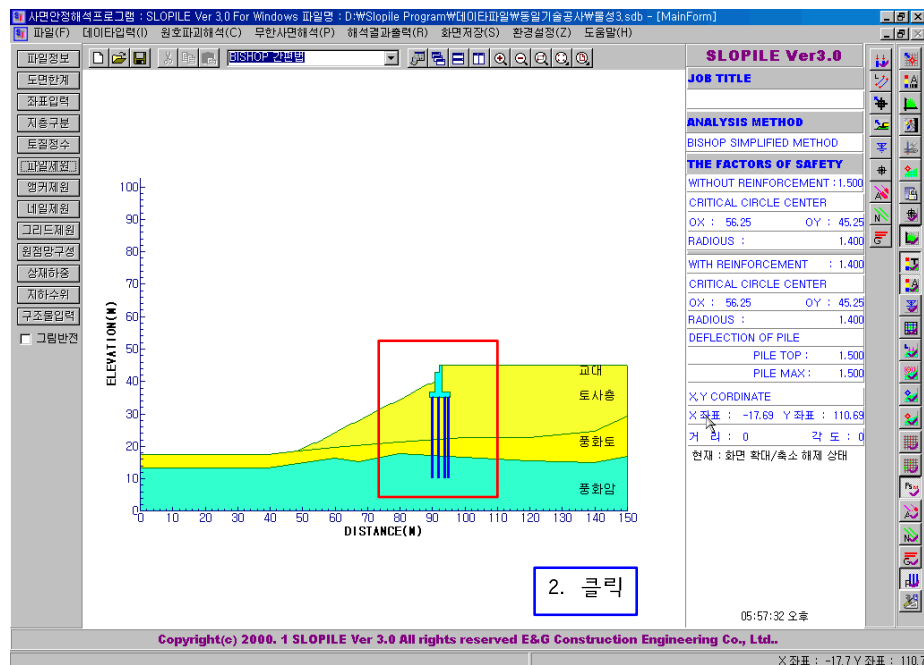 사면안정해석프로그램 : SLOPILE Ver 3.0 For Windows 파일명 : D:₩Slopile Program₩데이타파일₩동일기술공사₩물성3.sdb - [MainForm]
파일(F) 데이타입력(I) 원호파괴해석(C) 무한사면해석(P) 해석결과출력(R) 화면저장(S) 환경설정(Z) 도움말(H)
BISHOP 간편법
파일정보
도면한계
좌표입력
지층구분
토질정수
파일제원
앵커제원
네일제원
그리드제원
원점망구성
상재하중
지하수위
구조물입력
그림반전
ELEVATION(M)
100
90
80
70
60
50
40
30
20
10
0
0 10 20 30 40 50 60 70 80 90 100 110 120 130 140 150
DISTANCE(M)
교대
토사층
풍화토
풍화암
2. 클릭
SLOPILE Ver3.0
JOB TITLE
ANALYSIS METHOD
BISHOP SIMPLIFIED METHOD
THE FACTORS OF SAFETY
WITHOUT REINFORCEMENT : 1.500
CRITICAL CIRCLE CENTER
OX : 56.25 OY : 45.25
RADIOUS : 1.400
WITH REINFORCEMENT : 1.400
CRITICAL CIRCLE CENTER
OX : 56.25 OY : 45.25
RADIOUS : 1.400
DEFLECTION OF PILE
PILE TOP : 1.500
PILE MAX : 1.500
X,Y CORDINATE
X 좌표 : -17.69 Y 좌표 : 110.69
거 리 : 0 각 도 : 0
현재 : 화면 확대/축소 해제 상태
05:57:32 오후
Copyright(c) 2000. 1 SLOPILE Ver 3.0 All rights reserved E&G Construction Engineering Co., Ltd..
X 좌표 : -17.7 Y 좌표 : 110.7